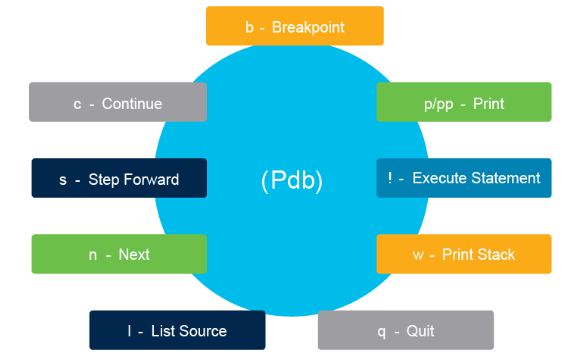 b - Breakpoint
c - Continue
p/pp - Print
s - Step Forward
(Pdb)
! - Execute Statement
n - Next
w - Print Stack
l - List Source
q - Quit